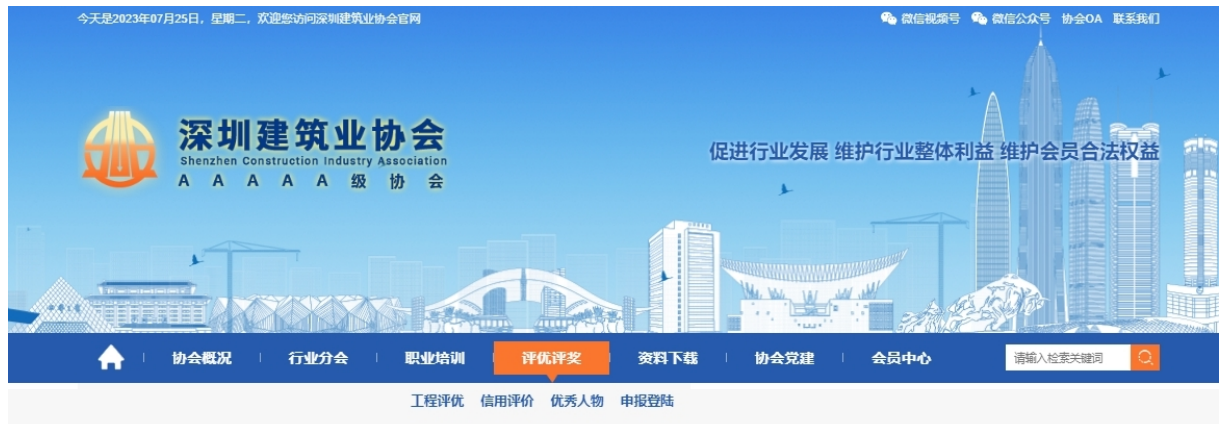 今天是2023年07月25日，星期二，欢迎您访问深圳建筑业协会官网
微信视频号 微信公众号 协会OA 联系我们
深圳建筑业协会
Shenzhen Construction Industry Association
AAAAA级协会
促进行业发展 维护行业整体利益 维护会员合法权益
协会概况 行业分会 职业培训 评优评奖 资料下载 协会党建 会员中心 请输入检索关键词
工程评优 信用评价 优秀人物 申报登陆